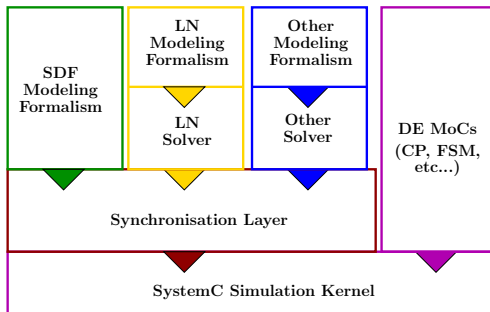 SDF
Modeling
Formalism
LN
Modeling
Formalism
LN
Solver
Other
Modeling
Formalism
Other
Solver
DE MoCs
(CP, FSM,
etc...)
Synchronisation Layer
SystemC Simulation Kernel